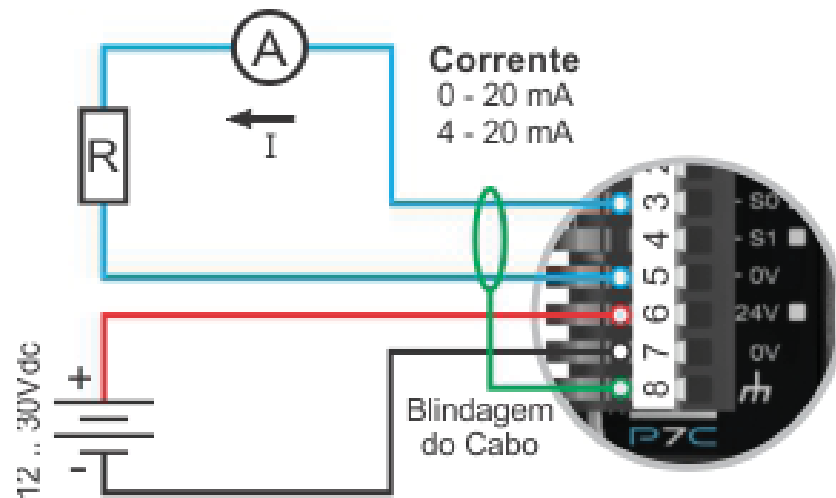 A
Corrente
0 - 20 mA
4 - 20 mA
I
R
3
- S0
4
- S1
5
- 0V
6
24V
7
0V
8
12 .. 30Vdc
+
-
Blindagem
do Cabo
P7C